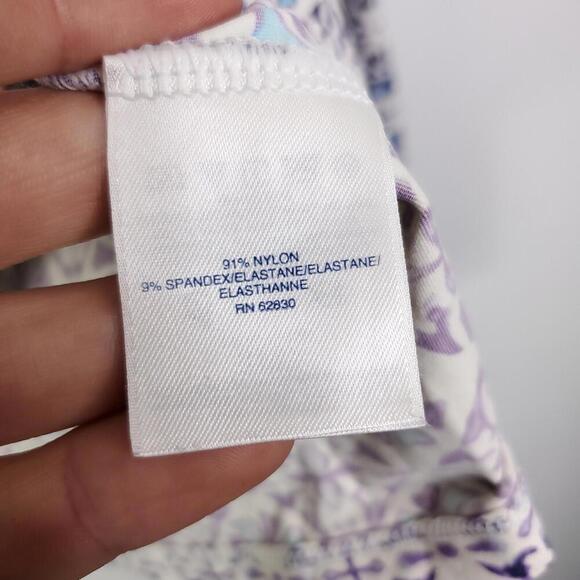 91% NYLON
9% SPANDEX/ELASTANE/ELASTANE/
ELASTHANNE
RN 62830